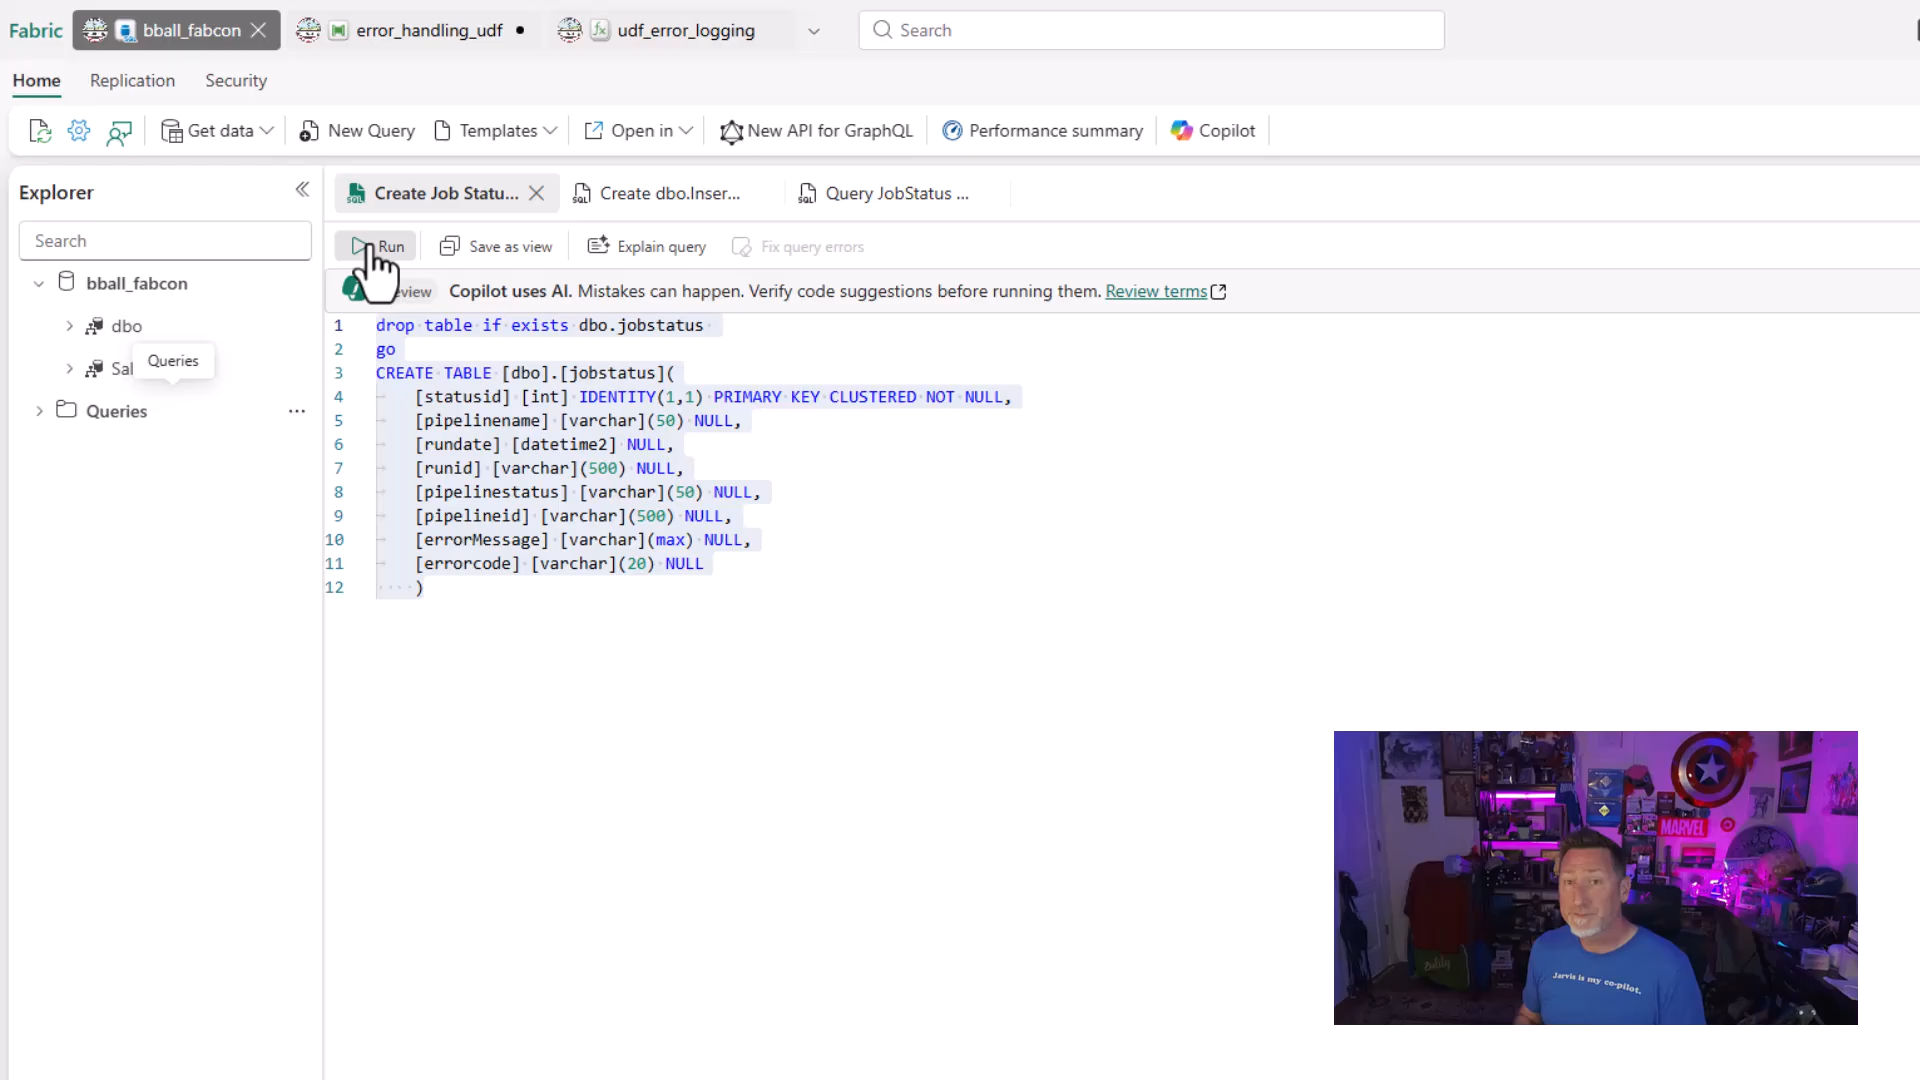 Fabric
bball_fabcon
error_handling_udf
udf_error_logging
Search
Home
Replication
Security
Get data
New Query
Templates
Open in
New API for GraphQL
Performance summary
Copilot
Explorer
Search
bball_fabcon
dbo
Sal
Queries
Queries
Create Job Statu...
Create dbo.Inser...
Query JobStatus ...
Run
Save as view
Explain query
Fix query errors
Copilot uses AI. Mistakes can happen. Verify code suggestions before running them. Review terms
1 drop table if exists dbo.jobstatus
2 go
3 CREATE TABLE [dbo].[jobstatus](
4 [statusid] [int] IDENTITY(1,1) PRIMARY KEY CLUSTERED NOT NULL,
5 [pipelinename] [varchar](50) NULL,
6 [rundate] [datetime2] NULL,
7 [runid] [varchar](500) NULL,
8 [pipelinestatus] [varchar](50) NULL,
9 [pipelineid] [varchar](500) NULL,
10 [errorMessage] [varchar](max) NULL,
11 [errorcode] [varchar](20) NULL
12 )
MARVEL
Jarvis is my co-pilot.